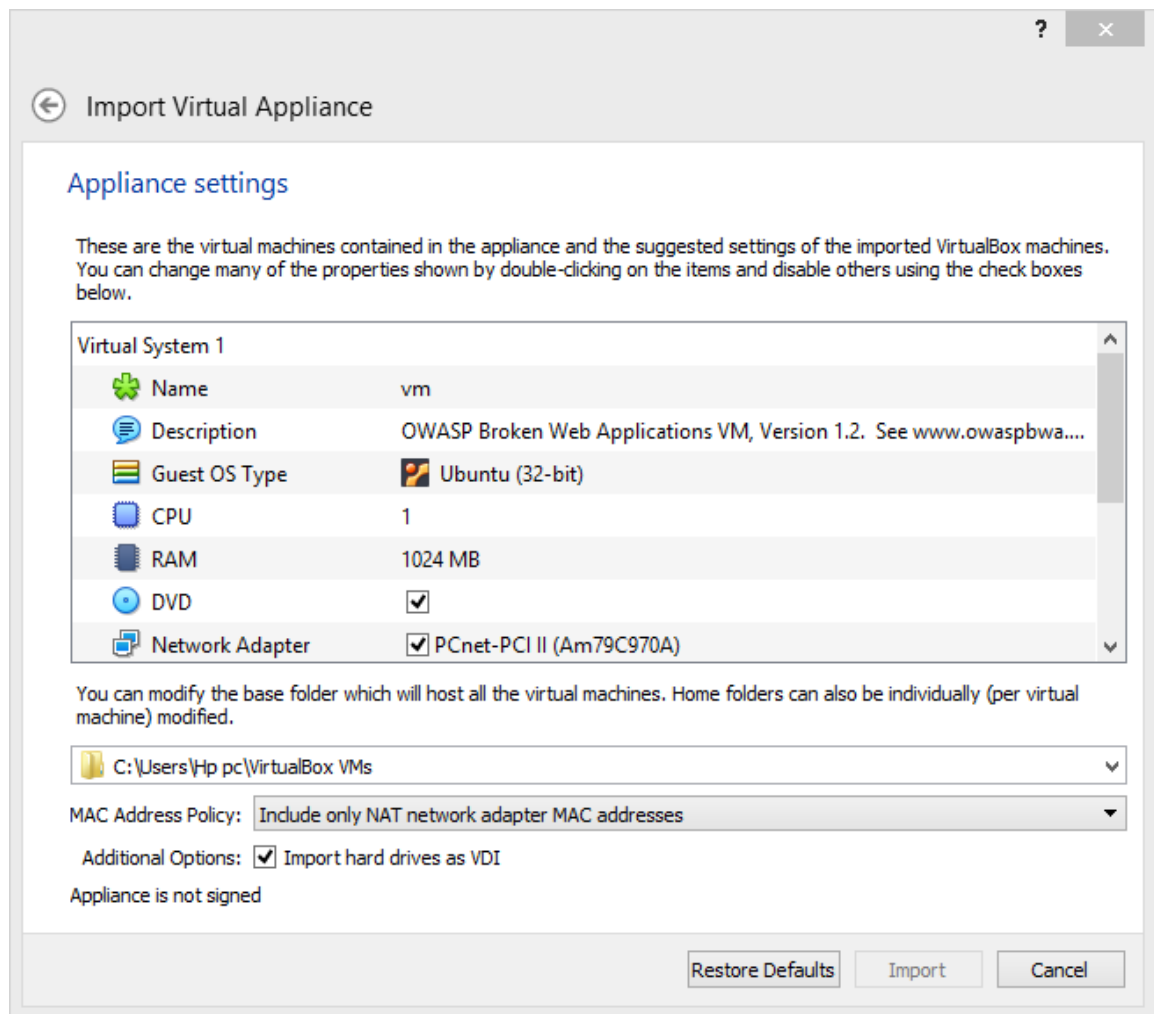 ?
Import Virtual Appliance
Appliance settings
These are the virtual machines contained in the appliance and the suggested settings of the imported VirtualBox machines.
You can change many of the properties shown by double-clicking on the items and disable others using the check boxes
below.
Virtual System 1
Name vm
Description OWASP Broken Web Applications VM, Version 1.2. See www.owaspbwa....
Guest OS Type Ubuntu (32-bit)
CPU 1
RAM 1024 MB
DVD
Network Adapter PCnet-PCI II (Am79C970A)
You can modify the base folder which will host all the virtual machines. Home folders can also be individually (per virtual
machine) modified.
C:\Users\Hp pc\VirtualBox VMs
MAC Address Policy: Include only NAT network adapter MAC addresses
Additional Options: Import hard drives as VDI
Appliance is not signed
Restore Defaults Import Cancel